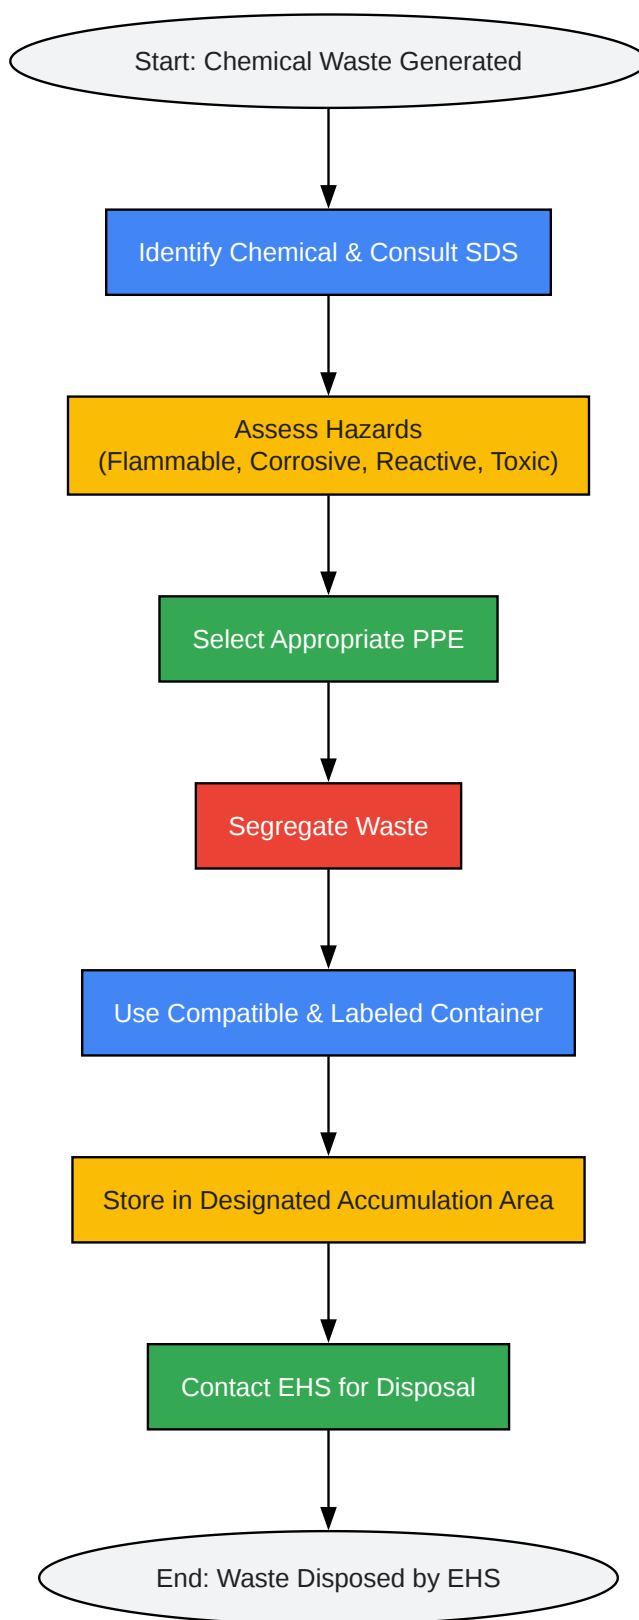 Start: Chemical Waste Generated
Identify Chemical & Consult SDS
Assess Hazards
(Flammable, Corrosive, Reactive, Toxic)
Select Appropriate PPE
Segregate Waste
Use Compatible & Labeled Container
Store in Designated Accumulation Area
Contact EHS for Disposal
End: Waste Disposed by EHS